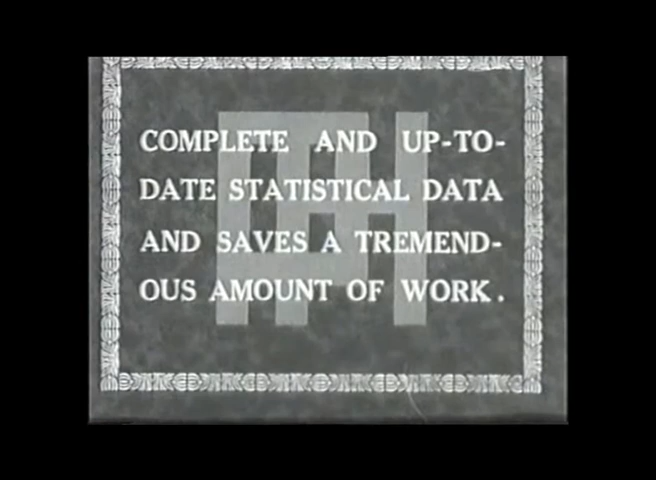 COMPLETE AND UP-TO-
DATE STATISTICAL DATA
AND SAVES A TREMEND-
OUS AMOUNT OF WORK.